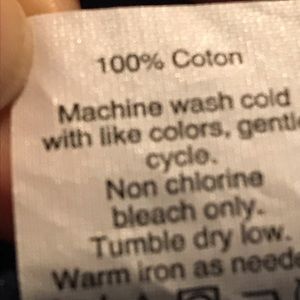 100% Coton
Machine wash cold
with like colors, gentle
cycle.
Non chlorine
bleach only.
Tumble dry low.
Warm iron as neede